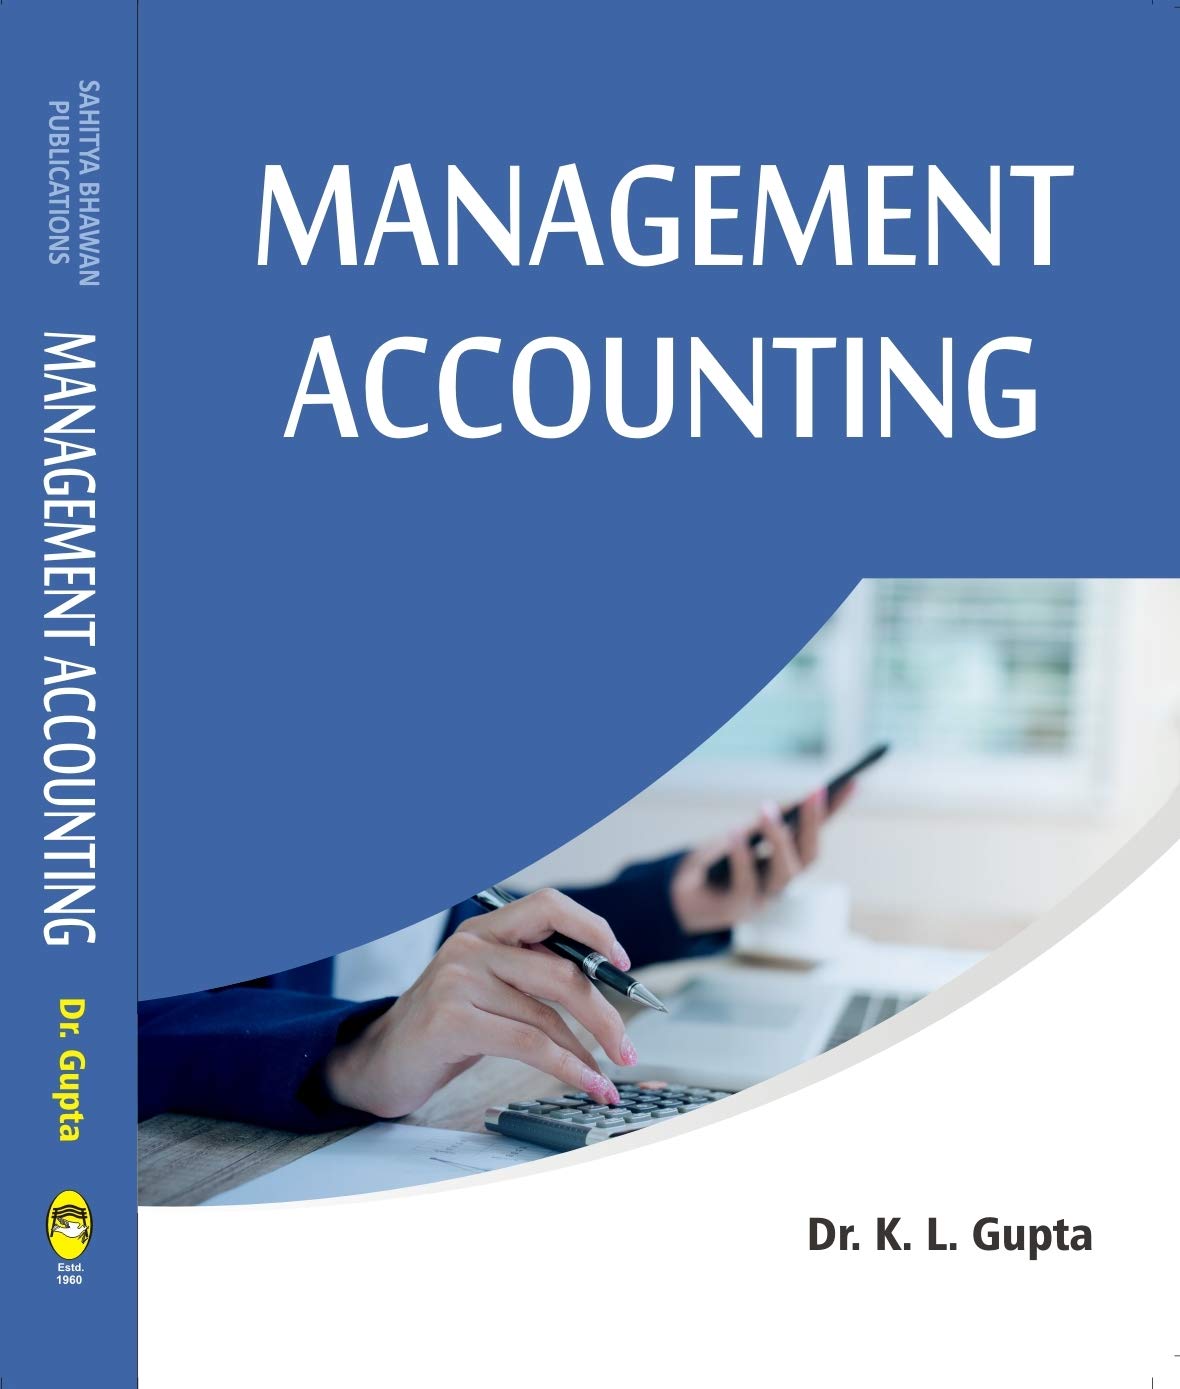 SAHITYA BHAWAN
PUBLICATIONS
MANAGEMENT ACCOUNTING
Dr. Gupta
Estd.
1960
MANAGEMENT
ACCOUNTING
Dr. K. L. Gupta